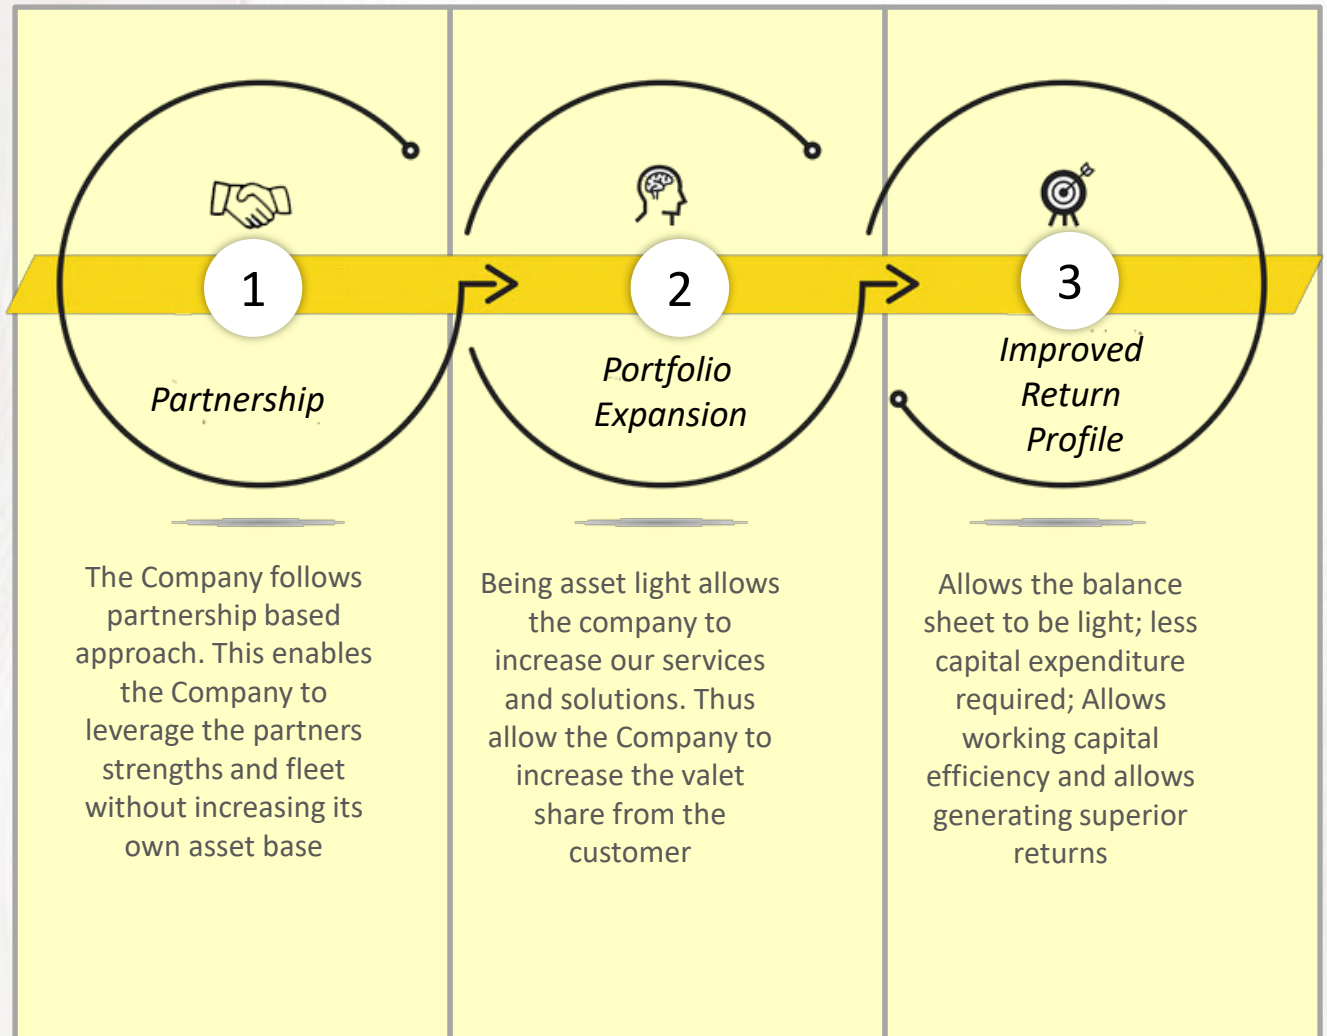 1
Partnership
The Company follows
partnership based
approach. This enables
the Company to
leverage the partners
strengths and fleet
without increasing its
own asset base
2
Portfolio
Expansion
Being asset light allows
the company to
increase our services
and solutions. Thus
allow the Company to
increase the valet
share from the
customer
3
Improved
Return
Profile
Allows the balance
sheet to be light; less
capital expenditure
required; Allows
working capital
efficiency and allows
generating superior
returns